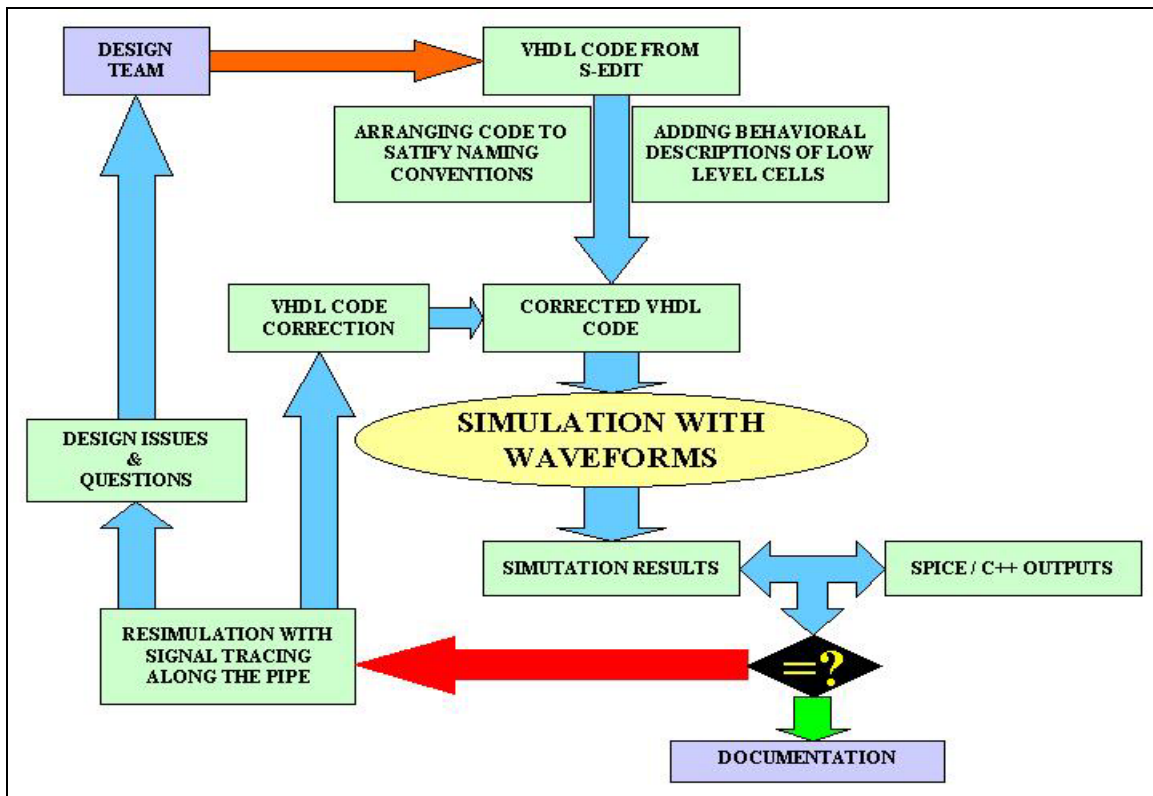 DESIGN
TEAM
VHDL CODE FROM
S-EDIT
ARRANGING CODE TO
SATIFY NAMING
CONVENTIONS
ADDING BEHAVIORAL
DESCRIPTIONS OF LOW
LEVEL CELLS
VHDL CODE
CORRECTION
CORRECTED VHDL
CODE
SIMULATION WITH
WAVEFORMS
DESIGN ISSUES
&
QUESTIONS
SIMUTATION RESULTS
SPICE / C++ OUTPUTS
RESIMULATION WITH
SIGNAL TRACING
ALONG THE PIPE
=?
DOCUMENTATION